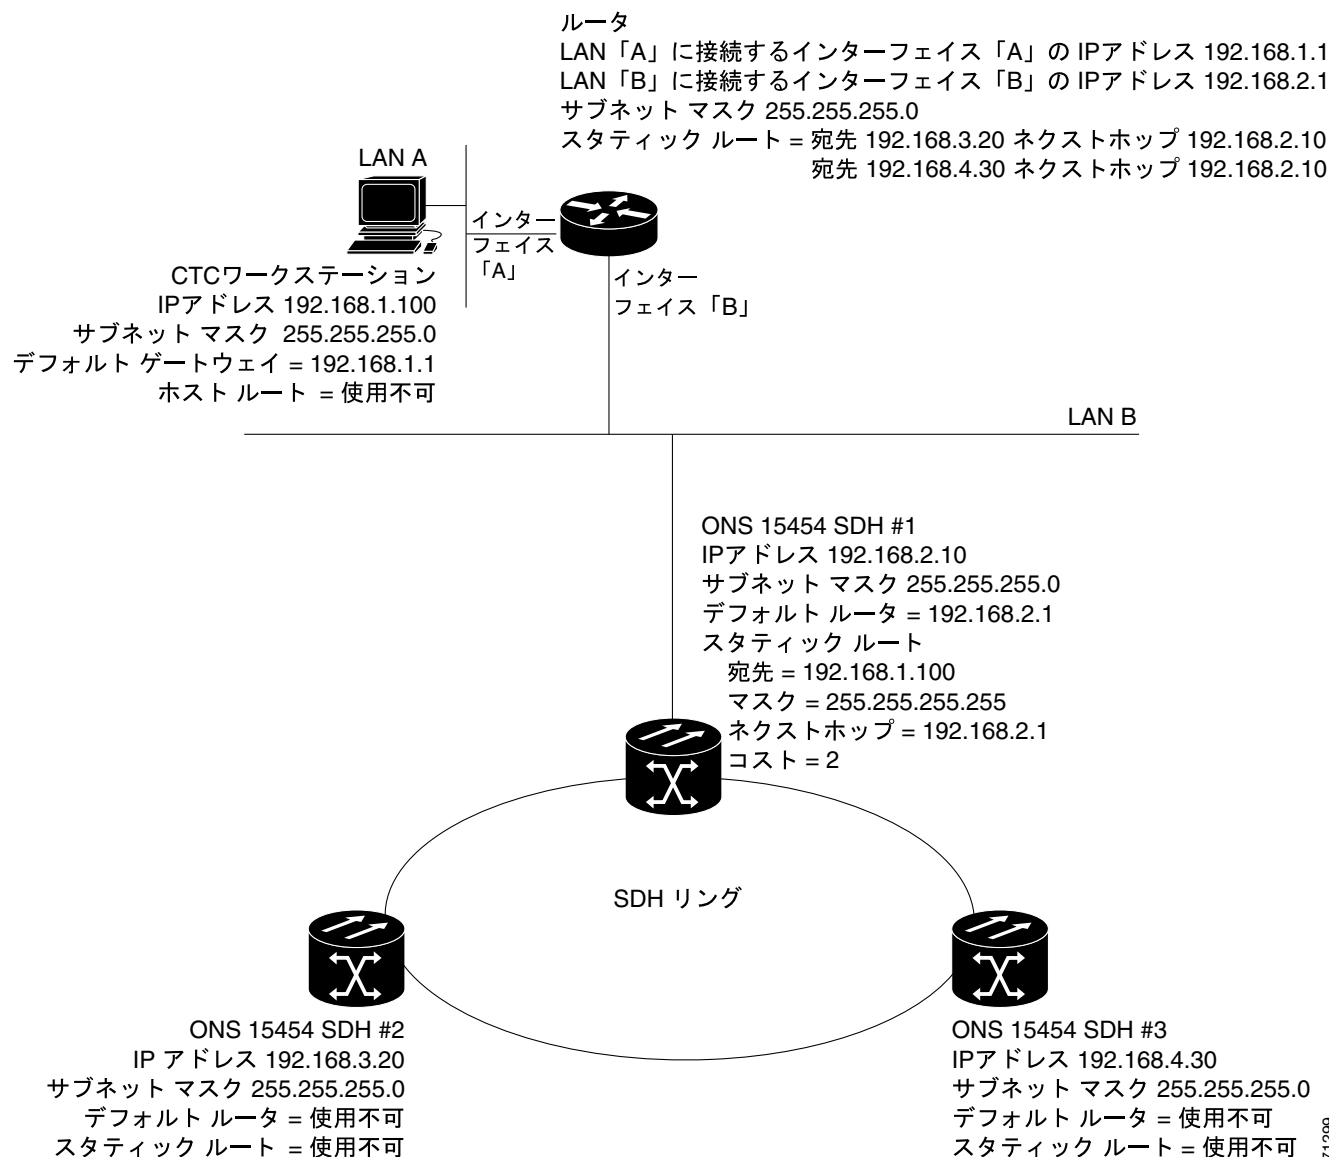 ルータ
LAN「A」に接続するインターフェイス「A」の IPアドレス 192.168.1.1
LAN「B」に接続するインターフェイス「B」の IPアドレス 192.168.2.1
サブネット マスク 255.255.255.0
スタティック ルート = 宛先 192.168.3.20 ネクストホップ 192.168.2.10
宛先 192.168.4.30 ネクストホップ 192.168.2.10
LAN A
インター
フェイス
「A」
インター
フェイス「B」
CTCワークステーション
IPアドレス 192.168.1.100
サブネット マスク 255.255.255.0
デフォルト ゲートウェイ = 192.168.1.1
ホスト ルート = 使用不可
LAN B
ONS 15454 SDH #1
IPアドレス 192.168.2.10
サブネット マスク 255.255.255.0
デフォルト ルータ = 192.168.2.1
スタティック ルート
宛先 = 192.168.1.100
マスク = 255.255.255.255
ネクストホップ = 192.168.2.1
コスト = 2
SDH リング
ONS 15454 SDH #2
IP アドレス 192.168.3.20
サブネット マスク 255.255.255.0
デフォルト ルータ = 使用不可
スタティック ルート = 使用不可
ONS 15454 SDH #3
IPアドレス 192.168.4.30
サブネット マスク 255.255.255.0
デフォルト ルータ = 使用不可
スタティック ルート = 使用不可
71299